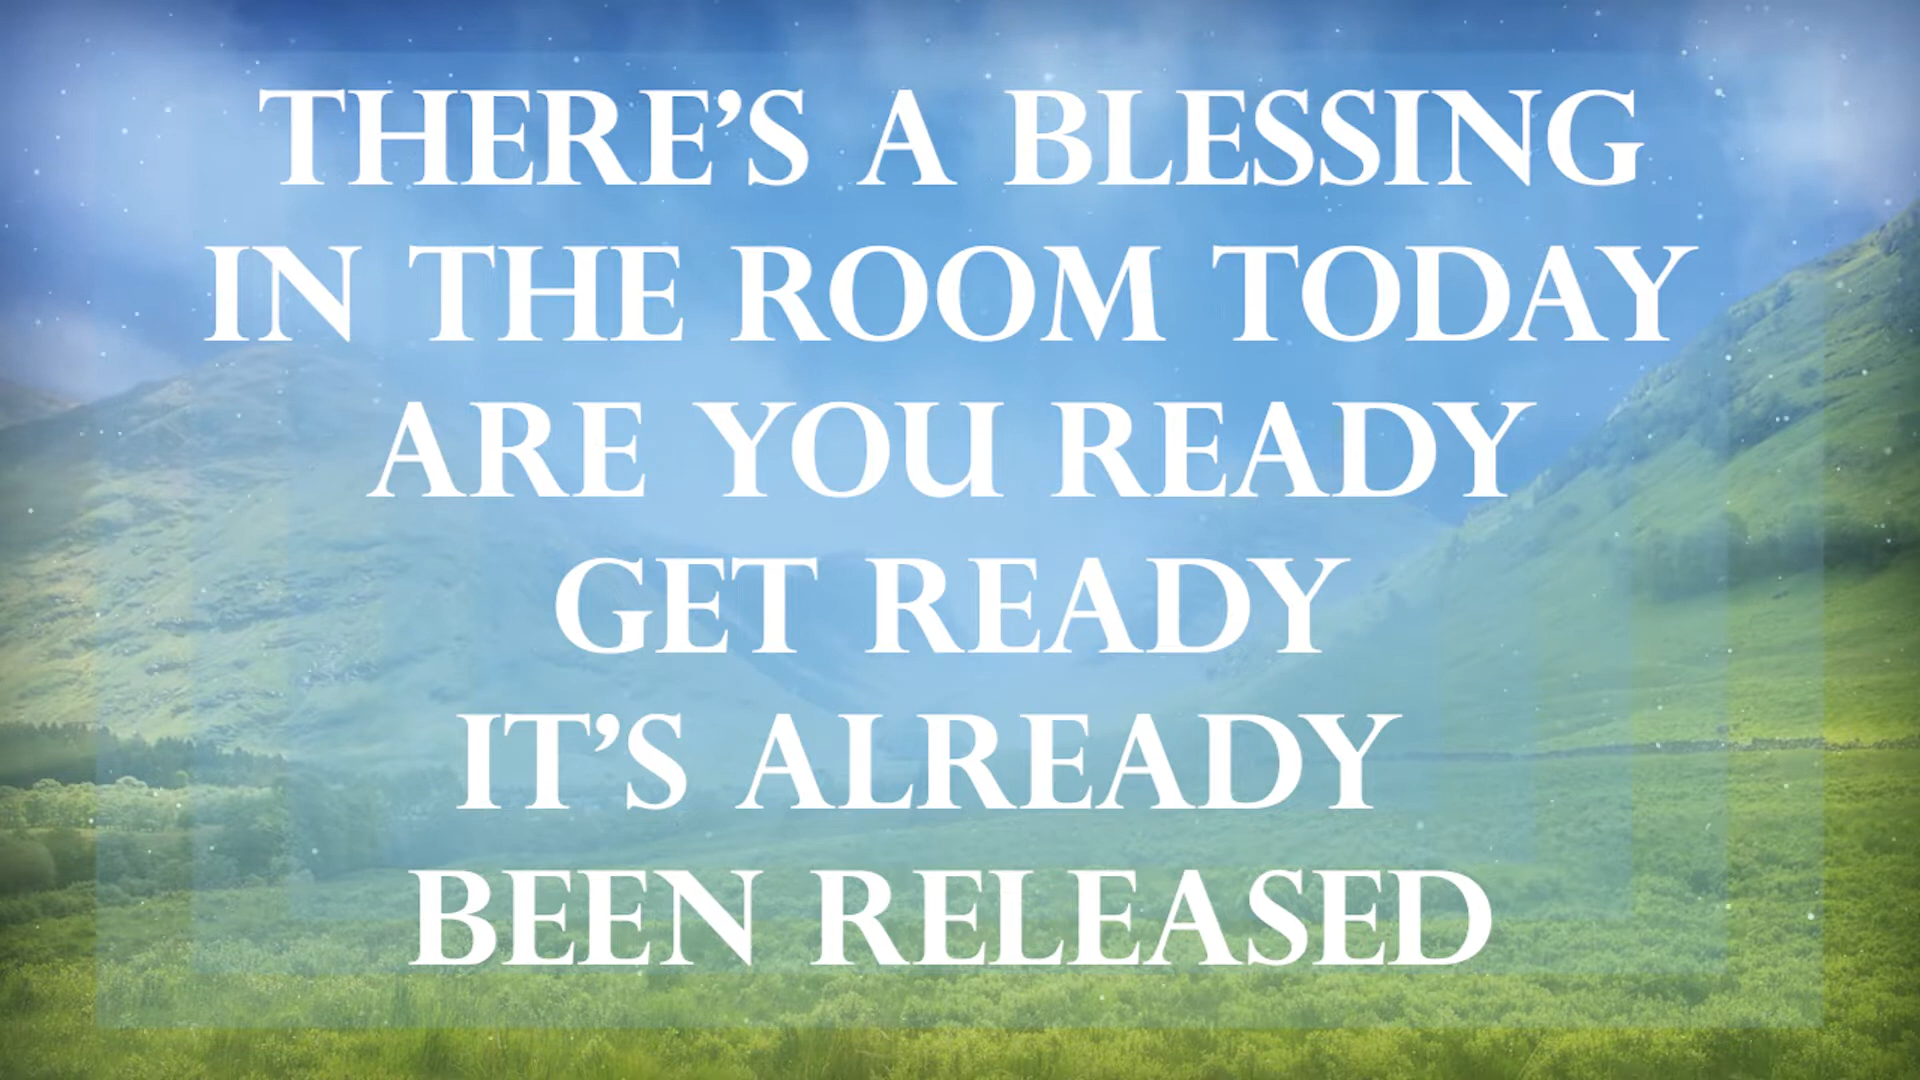 THERE’S A BLESSING
IN THE ROOM TODAY
ARE YOU READY
GET READY
IT’S ALREADY
BEEN RELEASED